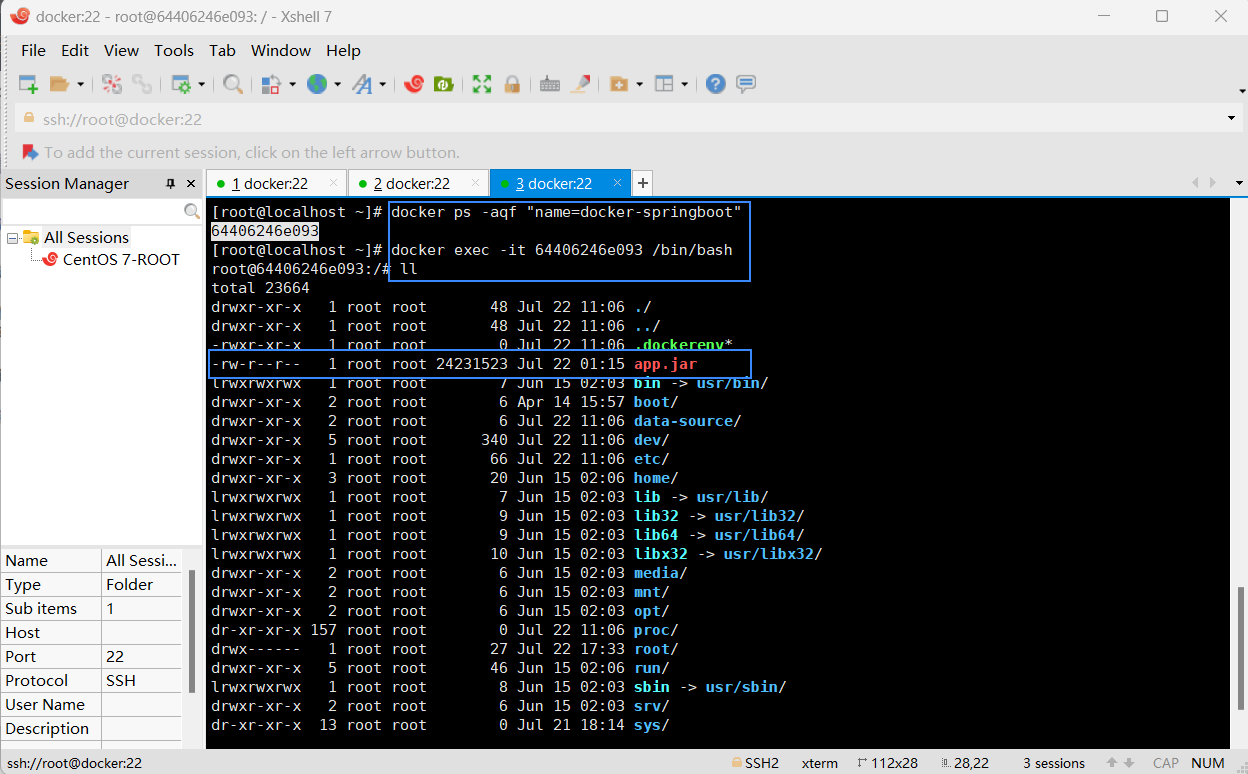 docker:22 - root@64406246e093: / - Xshell 7
File Edit View Tools Tab Window Help
ssh://root@docker:22
To add the current session, click on the left arrow button.
Session Manager
1 docker:22
2 docker:22
3 docker:22
All Sessions
CentOS 7-ROOT
[root@localhost ~]# docker ps -aqf "name=docker-springboot"
64406246e093
[root@localhost ~]# docker exec -it 64406246e093 /bin/bash
root@64406246e093:/# ll
total 23664
drwxr-xr-x   1 root root       48 Jul 22 11:06 ./
drwxr-xr-x   1 root root       48 Jul 22 11:06 ../
-rwxr-xr-x   1 root root        0 Jul 22 11:06 .dockerenv*
-rw-r--r--   1 root root 24231523 Jul 22 01:15 app.jar
lrwxrwxrwx   1 root root        7 Jun 15 02:03 bin -> usr/bin/
drwxr-xr-x   2 root root        6 Apr 14 15:57 boot/
drwxr-xr-x   2 root root        6 Jul 22 11:06 data-source/
drwxr-xr-x   5 root root      340 Jul 22 11:06 dev/
drwxr-xr-x   1 root root       66 Jul 22 11:06 etc/
drwxr-xr-x   3 root root       20 Jun 15 02:06 home/
lrwxrwxrwx   1 root root        7 Jun 15 02:03 lib -> usr/lib/
lrwxrwxrwx   1 root root        9 Jun 15 02:03 lib32 -> usr/lib32/
lrwxrwxrwx   1 root root        9 Jun 15 02:03 lib64 -> usr/lib64/
lrwxrwxrwx   1 root root       10 Jun 15 02:03 libx32 -> usr/libx32/
drwxr-xr-x   2 root root        6 Jun 15 02:03 media/
drwxr-xr-x   2 root root        6 Jun 15 02:03 mnt/
drwxr-xr-x   2 root root        6 Jun 15 02:03 opt/
dr-xr-xr-x 157 root root        0 Jul 22 11:06 proc/
drwx------   1 root root       27 Jul 22 17:33 root/
drwxr-xr-x   5 root root       46 Jun 15 02:06 run/
lrwxrwxrwx   1 root root        8 Jun 15 02:03 sbin -> usr/sbin/
drwxr-xr-x   2 root root        6 Jun 15 02:03 srv/
dr-xr-xr-x  13 root root        0 Jul 21 18:14 sys/
Name All Sessi...
Type Folder
Sub items 1
Host
Port 22
Protocol SSH
User Name
Description
ssh://root@docker:22
SSH2 xterm 112x28 28,22 3 sessions CAP NUM